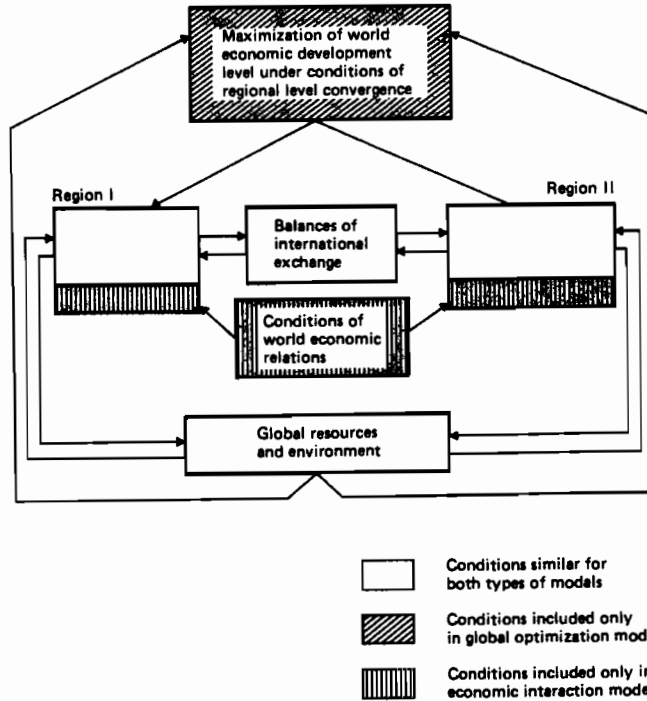 Maximization of world
economic development
level under conditions of
regional level convergence
Region I
Region II
Balances of
international
exchange
Conditions of
world economic
relations
Global resources
and environment
Conditions similar for
both types of modals
Conditions included only
in global optimization mod
Conditions included only in
economic interaction mode